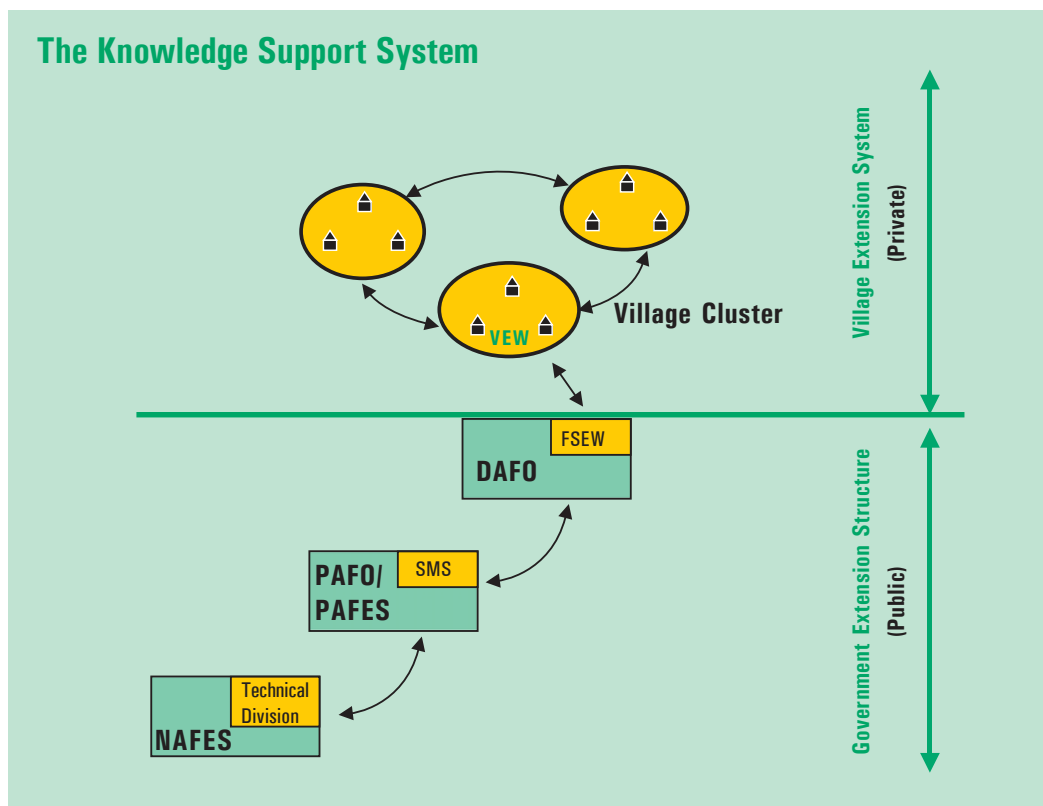 The Knowledge Support System
Village Extension System
(Private)
Village Cluster
VEW
FSEW
DAFO
SMS
PAFO/
PAFES
Technical
Division
NAFES
Government Extension Structure
(Public)